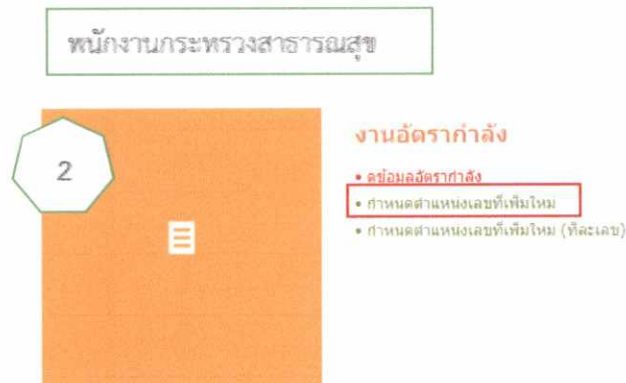 พนักงานกระทรวงสาธารณสุข
2
งานอัตรากำลัง
• ดูข้อมูลอัตรากำลัง
• กำหนดตำแหน่งเลขที่เพิ่มใหม่
• กำหนดตำแหน่งเลขที่เพิ่มใหม่ (ทีละเลข)